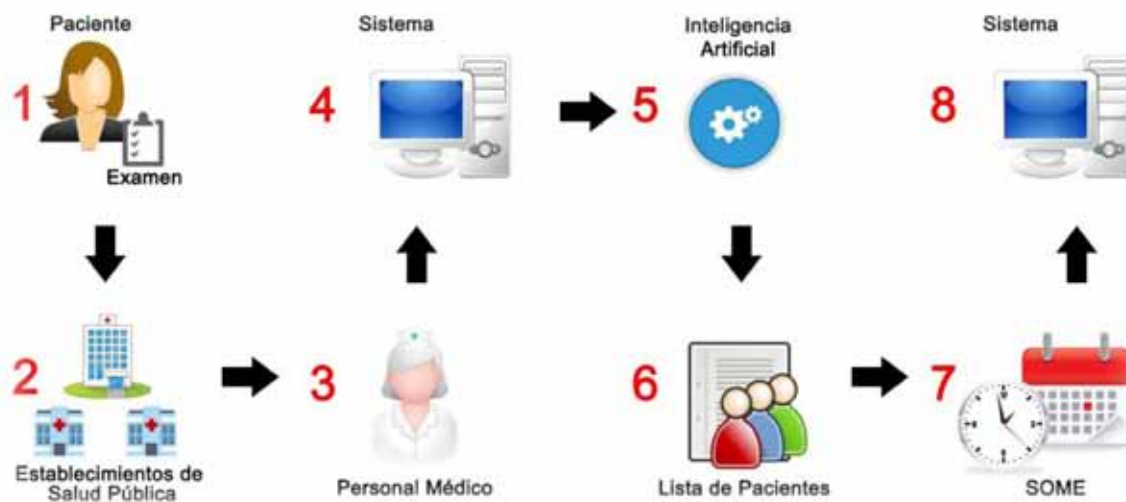 Paciente
1
Examen
2
Establecimientos de
Salud Pública
3
Personal Médico
Sistema
4
Inteligencia
Artificial
5
6
Lista de Pacientes
7
SOME
Sistema
8